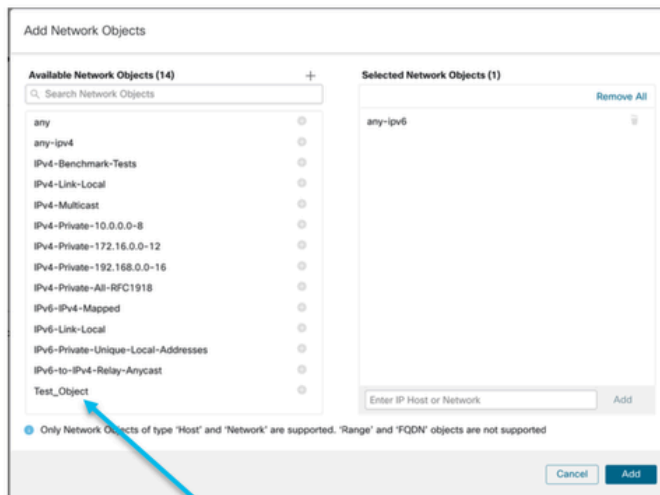 Add Network Objects
Available Network Objects (14)
Search Network Objects
any
any-ipv4
IPv4-Benchmark-Tests
IPv4-Link-Local
IPv4-Multicast
IPv4-Private-10.0.0.0-8
IPv4-Private-172.16.0.0-12
IPv4-Private-192.168.0.0-16
IPv4-Private-All-RFC1918
IPv6-IPv4-Mapped
IPv6-Link-Local
IPv6-Private-Unique-Local-Addresses
IPv6-to-IPv4-Relay-Anycast
Test_Object
Selected Network Objects (1)
Remove All
any-ipv6
Enter IP Host or Network
Add
Only Network Objects of type 'Host' and 'Network' are supported. 'Range' and 'FQDN' objects are not supported
Cancel
Add